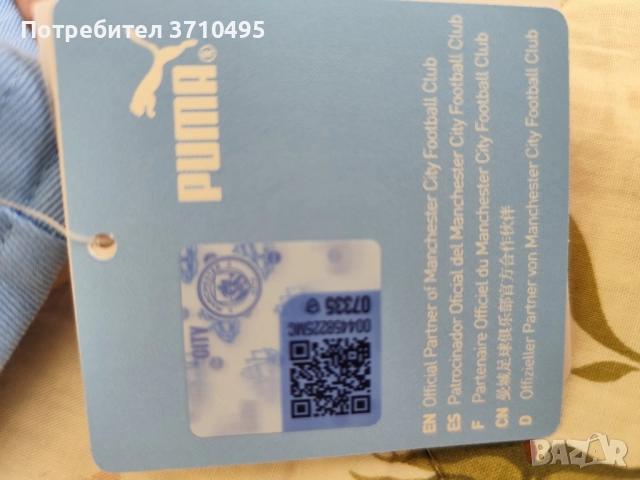 Потребител 3710495
PUMA®
07335
004458225MC
EN Official Partner of Manchester City Football Club
ES Patrocinador Oficial del Manchester City Football Club
F Partenaire Officiel du Manchester City Football Club
CN 曼城足球俱乐部官方合作伙伴
D Offizieller Partner von Manchester City Football Club
BAZAR